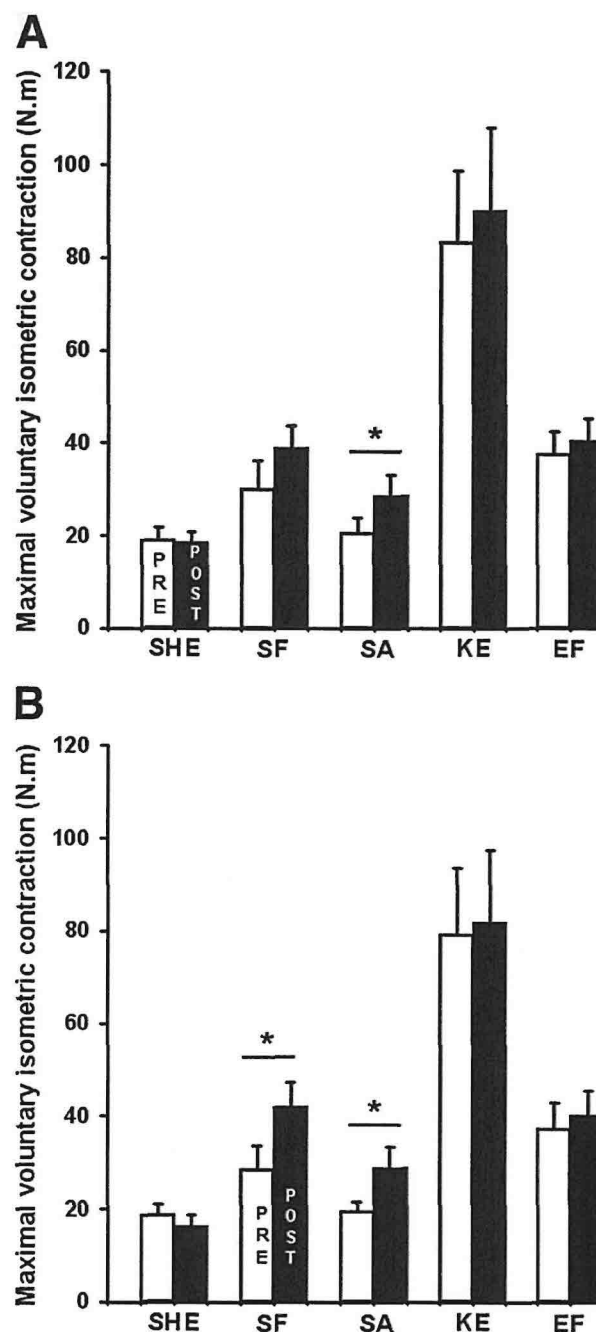 A
Maximal voluntary isometric contraction (N.m)
120
100
80
60
40
20
0
*
PRE
POST
SHE SF SA KE EF
B
Maximal voluntary isometric contraction (N.m)
120
100
80
60
40
20
0
*
*
PRE
POST
SHE SF SA KE EF